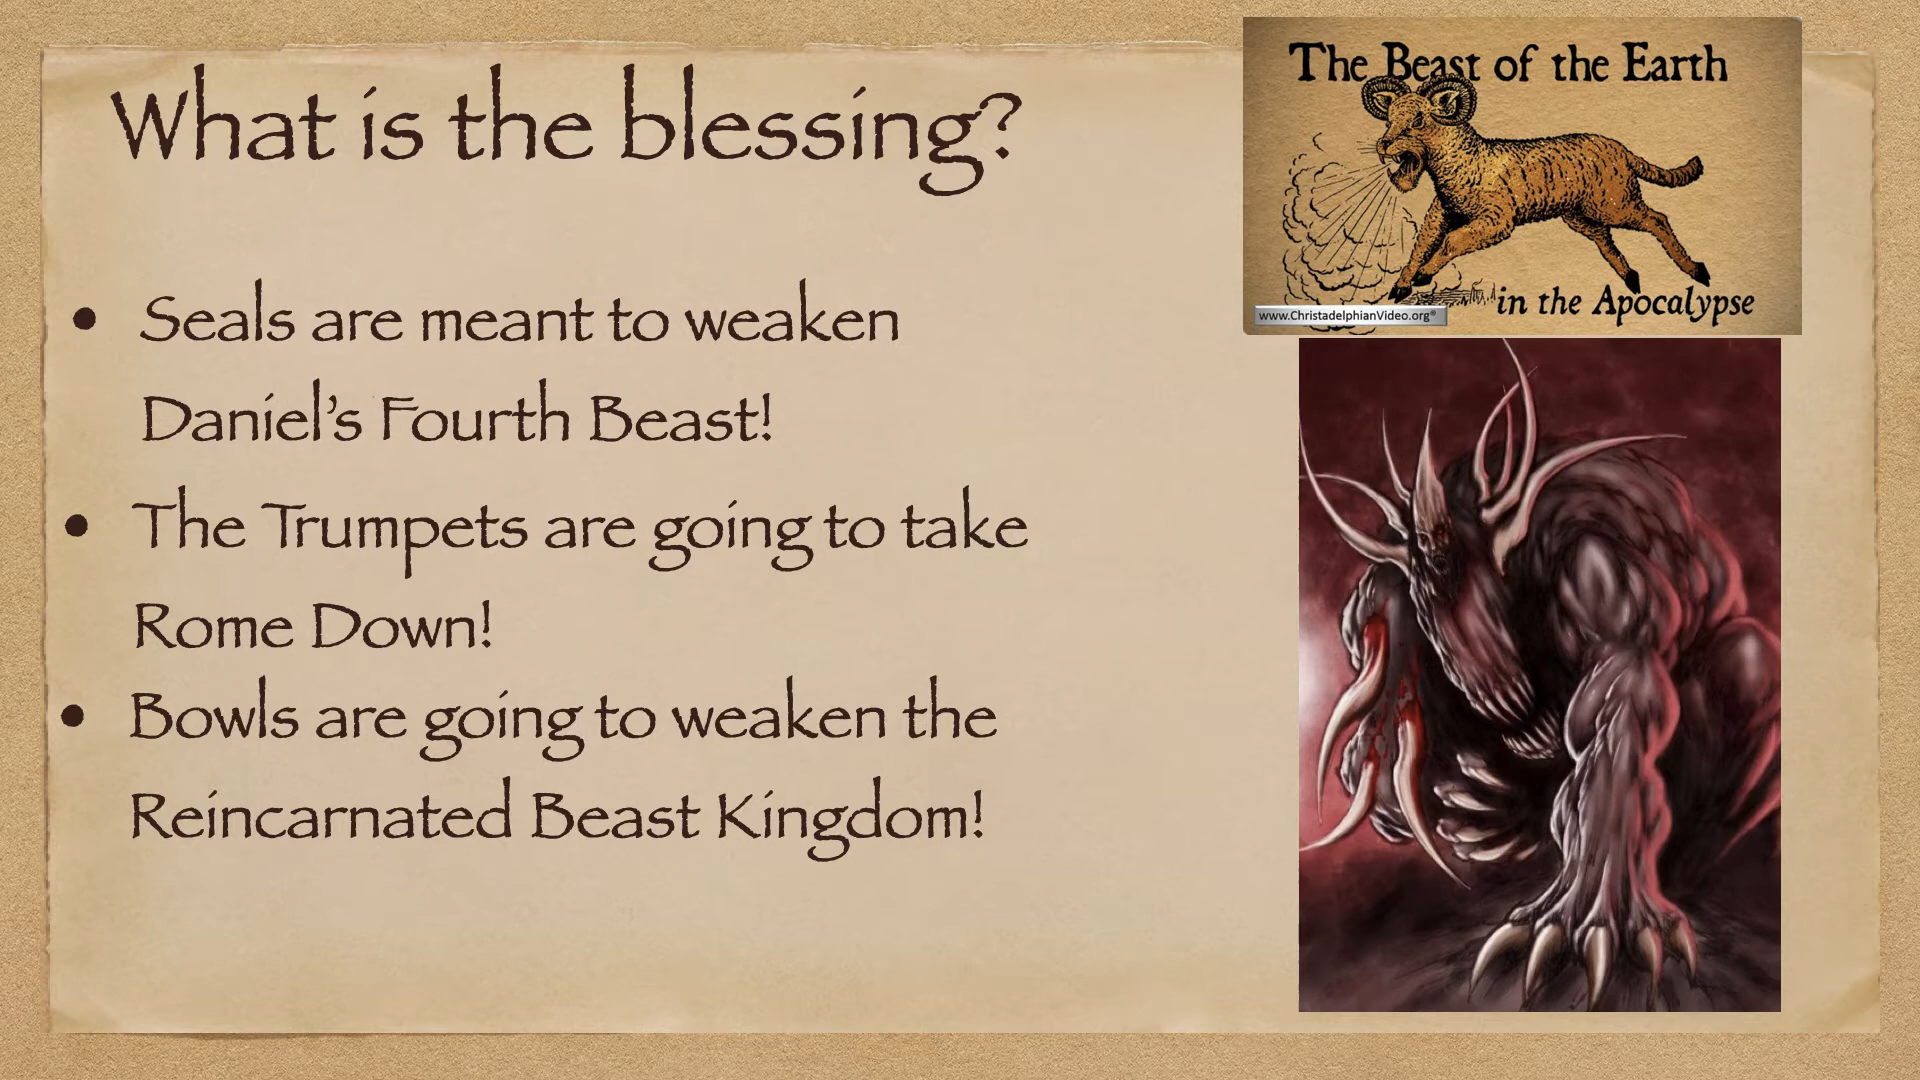 What is the blessing?
• Seals are meant to weaken
Daniel's Fourth Beast!
• The Trumpets are going to take
Rome Down!
• Bowls are going to weaken the
Reincarnated Beast Kingdom!
The Beast of the Earth
in the Apocalypse
www.ChristadelphianVideo.org®